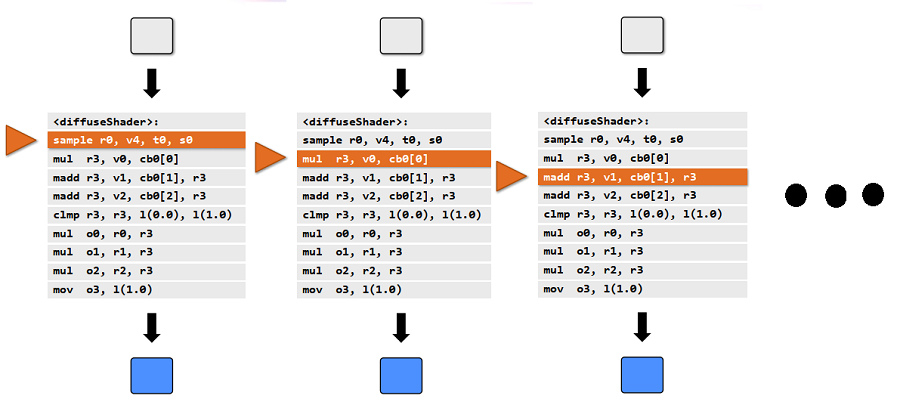 <diffuseShader>:
sample r0, v4, t0, s0
mul r3, v0, cb0[0]
madd r3, v1, cb0[1], r3
madd r3, v2, cb0[2], r3
clmp r3, r3, l(0.0), l(1.0)
mul o0, r0, r3
mul o1, r1, r3
mul o2, r2, r3
mov o3, l(1.0)
<diffuseShader>:
sample r0, v4, t0, s0
mul r3, v0, cb0[0]
madd r3, v1, cb0[1], r3
madd r3, v2, cb0[2], r3
clmp r3, r3, l(0.0), l(1.0)
mul o0, r0, r3
mul o1, r1, r3
mul o2, r2, r3
mov o3, l(1.0)
<diffuseShader>:
sample r0, v4, t0, s0
mul r3, v0, cb0[0]
madd r3, v1, cb0[1], r3
madd r3, v2, cb0[2], r3
clmp r3, r3, l(0.0), l(1.0)
mul o0, r0, r3
mul o1, r1, r3
mul o2, r2, r3
mov o3, l(1.0)